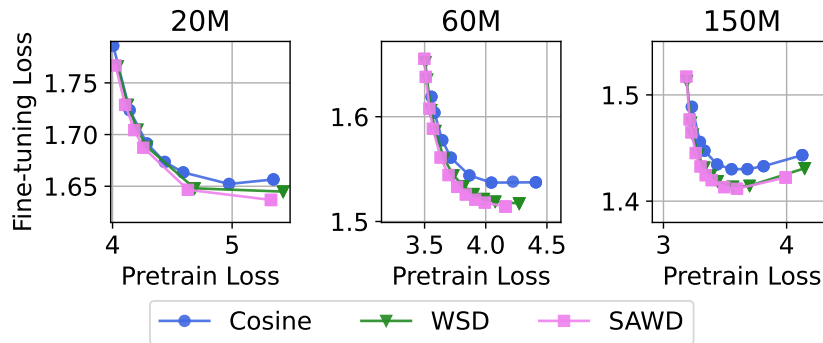 20M 60M 150M
Fine-tuning Loss
1.75
1.70
1.65
4 5
Pretrain Loss
1.6
1.5
3.5 4.0 4.5
Pretrain Loss
1.5
1.4
3 4
Pretrain Loss
Cosine WSD SAWD